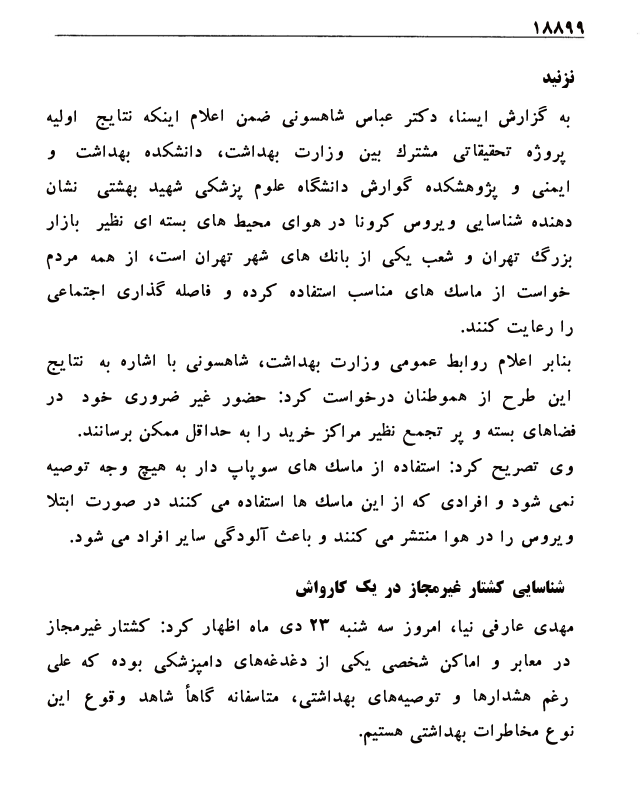 ۱۸۸۹۹
نزنید
به گزارش ایسنا، دکتر عباس شاهسونی ضمن اعلام اینکه نتایج اولیه
پروژه تحقیقاتی مشترك بین وزارت بهداشت، دانشکده بهداشت و
ایمنی و پژوهشکده گوارش دانشگاه علوم پزشکی شهید بهشتی نشان
دهنده شناسایی ویروس کرونا در هوای محیط های بسته ای نظیر بازار
بزرگ تهران و شعب یکی از بانك های شهر تهران است، از همه مردم
خواست از ماسك های مناسب استفاده کرده و فاصله گذاری اجتماعی
را رعایت کنند.
بنابر اعلام روابط عمومی وزارت بهداشت، شاهسونی با اشاره به نتایج
این طرح از هموطنان درخواست کرد: حضور غیر ضروری خود در
فضاهای بسته و پر تجمع نظیر مراکز خرید را به حداقل ممکن برسانند.
وی تصریح کرد: استفاده از ماسك های سوپاپ دار به هیچ وجه توصیه
نمی شود و افرادی که از این ماسك ها استفاده می کنند در صورت ابتلا
ویروس را در هوا منتشر می کنند و باعث آلودگی سایر افراد می شود.
شناسایی کشتار غیرمجاز در یک کارواش
مهدی عارفی نیا، امروز سه شنبه ۲۳ دی ماه اظهار کرد: کشتار غیرمجاز
در معابر و اماکن شخصی یکی از دغدغه‌های دامپزشکی بوده که علی
رغم هشدارها و توصیه‌های بهداشتی، متاسفانه گاهأ شاهد وقوع این
نوع مخاطرات بهداشتی هستیم.